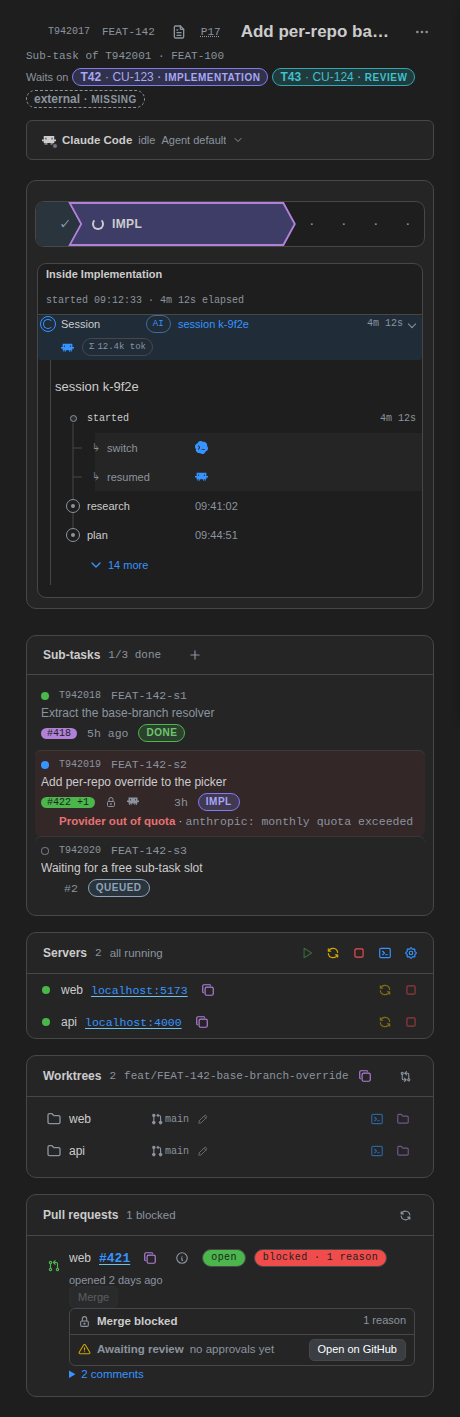 T942017 FEAT-142 P17 Add per-repo ba…
Sub-task of T942001 · FEAT-100
Waits on T42 · CU-123 · IMPLEMENTATION T43 · CU-124 · REVIEW
external · MISSING
Claude Code idle Agent default
✓ IMPL · · · ·
Inside Implementation
started 09:12:33 · 4m 12s elapsed
Session AI session k-9f2e 4m 12s
Σ 12.4k tok
session k-9f2e
started 4m 12s
↳ switch
↳ resumed
research 09:41:02
plan 09:44:51
14 more
Sub-tasks 1/3 done +
T942018 FEAT-142-s1
Extract the base-branch resolver
#418 5h ago DONE
T942019 FEAT-142-s2
Add per-repo override to the picker
#422 +1 3h IMPL
Provider out of quota · anthropic: monthly quota exceeded
T942020 FEAT-142-s3
Waiting for a free sub-task slot
#2 QUEUED
Servers 2 all running
web localhost:5173
api localhost:4000
Worktrees 2 feat/FEAT-142-base-branch-override
web main
api main
Pull requests 1 blocked
web #421 open blocked · 1 reason
opened 2 days ago
Merge
Merge blocked 1 reason
Awaiting review no approvals yet Open on GitHub
2 comments